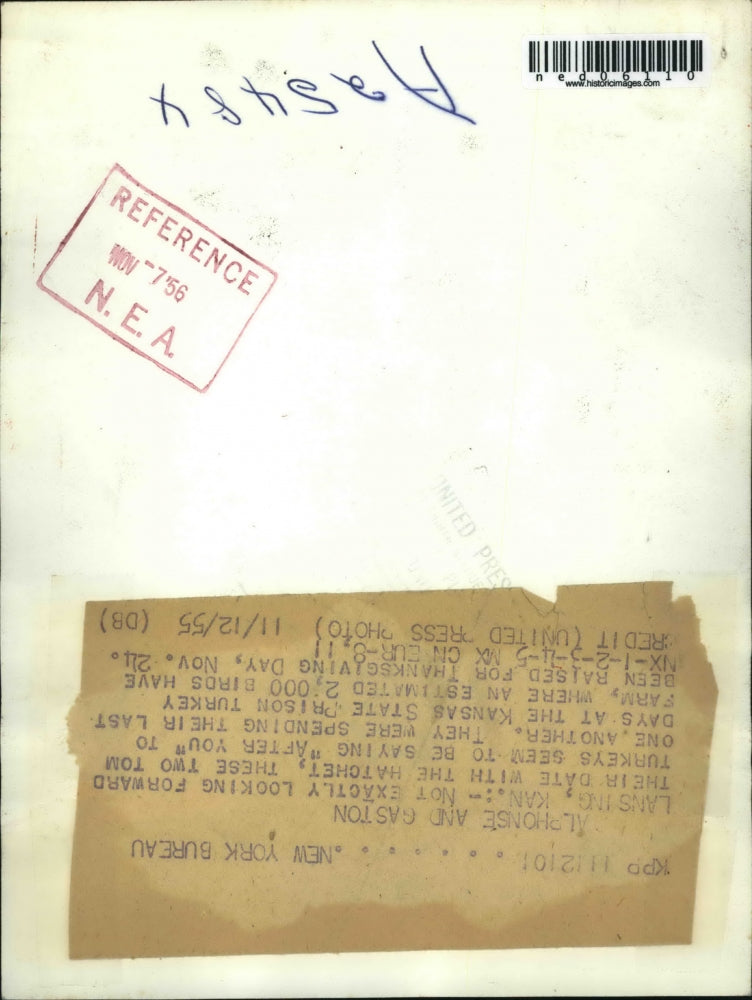 ned06110
www.historicimages.com
REFERENCE
NOV -7'56
N. E. A.
UNITED PRESS
KPP 1112101 . . . . . . . NEW YORK BUREAU
ALPHONSE AND GASTON
LANSING, KAN.:- NOT EXACTLY LOOKING FORWARD
THEIR DATE WITH THE HATCHET, THESE TWO TOM
TURKEYS SEEM TO BE SAYING "AFTER YOU" TO
ONE ANOTHER. THEY WERE SPENDING THEIR LAST
DAYS AT THE KANSAS STATE PRISON TURKEY
FARM, WHERE AN ESTIMATED 2,000 BIRDS HAVE
BEEN RAISED FOR THANKSGIVING DAY, NOV. 24.
NX-1-2-3-4-5 MX CN EUR-8,11
CREDIT (UNITED PRESS PHOTO) 11/12/55 (DB)